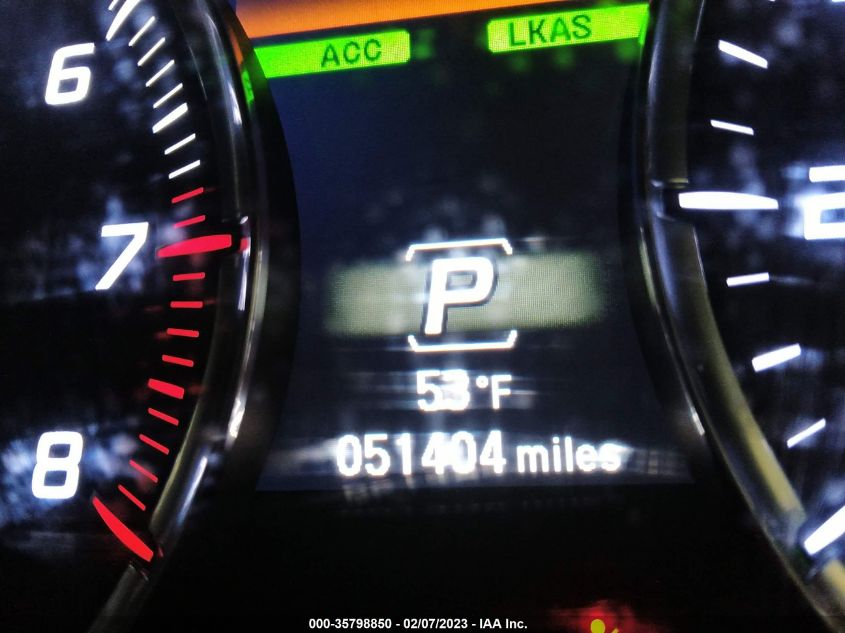 ACC LKAS
6
7
8
P
53°F
051404 miles
000-35798850 - 02/07/2023 - IAA Inc.